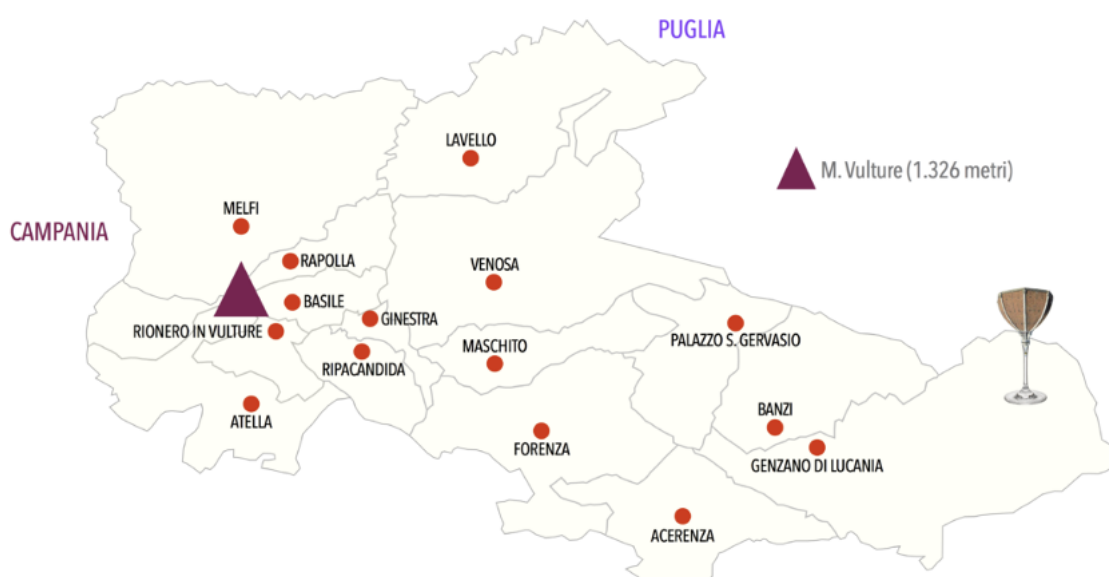 PUGLIA
LAVELLO
M. Vulture (1.326 metri)
MELFI
CAMPANIA
RAPOLLA
VENOSA
BASILE
GINESTRA
RIONERO IN VULTURE
PALAZZO S. GERVASIO
MASCHITO
RIPACANDIDA
ATELLA
BANZI
FORENZA
GENZANO DI LUCANIA
ACERENZA